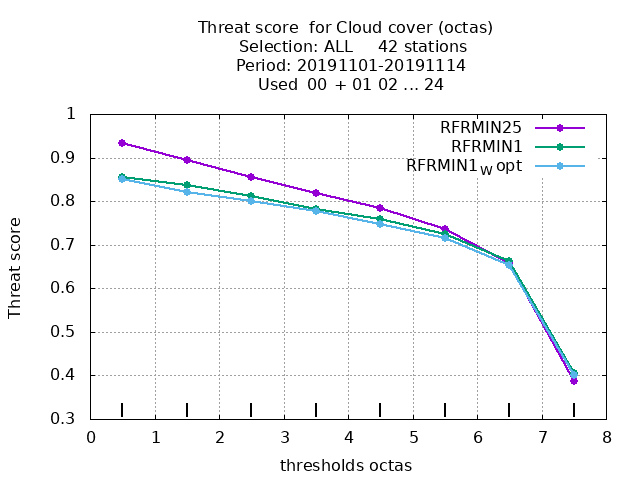 Threat score  for Cloud cover (octas)
Selection: ALL     42 stations
Period: 20191101-20191114
Used  00 + 01 02 ... 24
RFRMIN25
RFRMIN1
RFRMIN1W opt
1
0.9
0.8
0.7
0.6
0.5
0.4
0.3
Threat score
0 1 2 3 4 5 6 7 8
thresholds octas